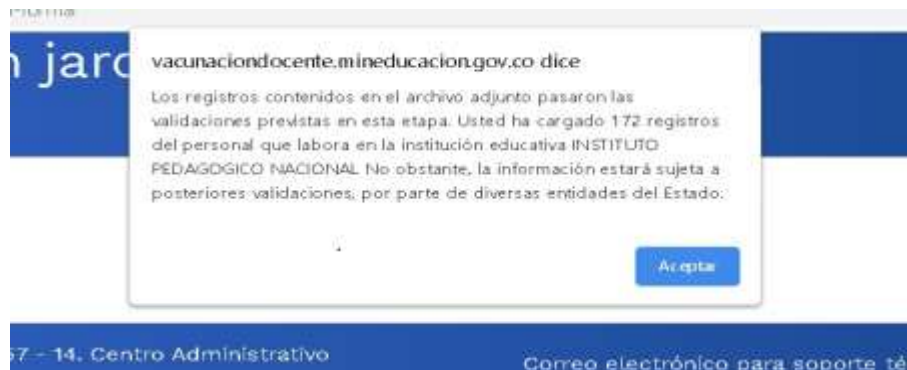 n jard
vacunaciondocente.mineducacion.gov.co dice
Los registros contenidos en el archivo adjunto pasaron las
validaciones previstas en esta etapa. Usted ha cargado 172 registros
del personal que labora en la institución educativa INSTITUTO
PEDAGOGICO NACIONAL No obstante, la información estará sujeta a
posteriores validaciones, por parte de diversas entidades del Estado.
Aceptar
57 - 14. Centro Administrativo
Correo electrónico para soporte té